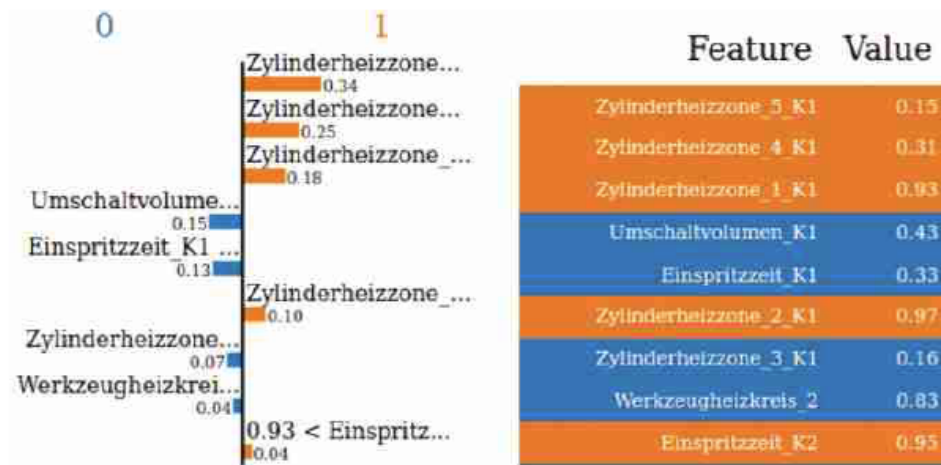 0 1
Zylinderheizzone...
0.34
Zylinderheizzone...
0.25
Zylinderheizzone_...
0.18
Umschaltvolume...
0.15
Einspritzzeit_K1 ...
0.13
Zylinderheizzone_...
0.10
Zylinderheizzone...
0.07
Werkzeugheizkrei...
0.04
0.93 < Einspritz...
0.04
Feature Value
Zylinderheizzone_5_K1 0.15
Zylinderheizzone_4_K1 0.31
Zylinderheizzone_1_K1 0.93
Umschaltvolumen_K1 0.43
Einspritzzeit_K1 0.33
Zylinderheizzone_2_K1 0.97
Zylinderheizzone_3_K1 0.16
Werkzeugheizkreis_2 0.83
Einspritzzeit_K2 0.95